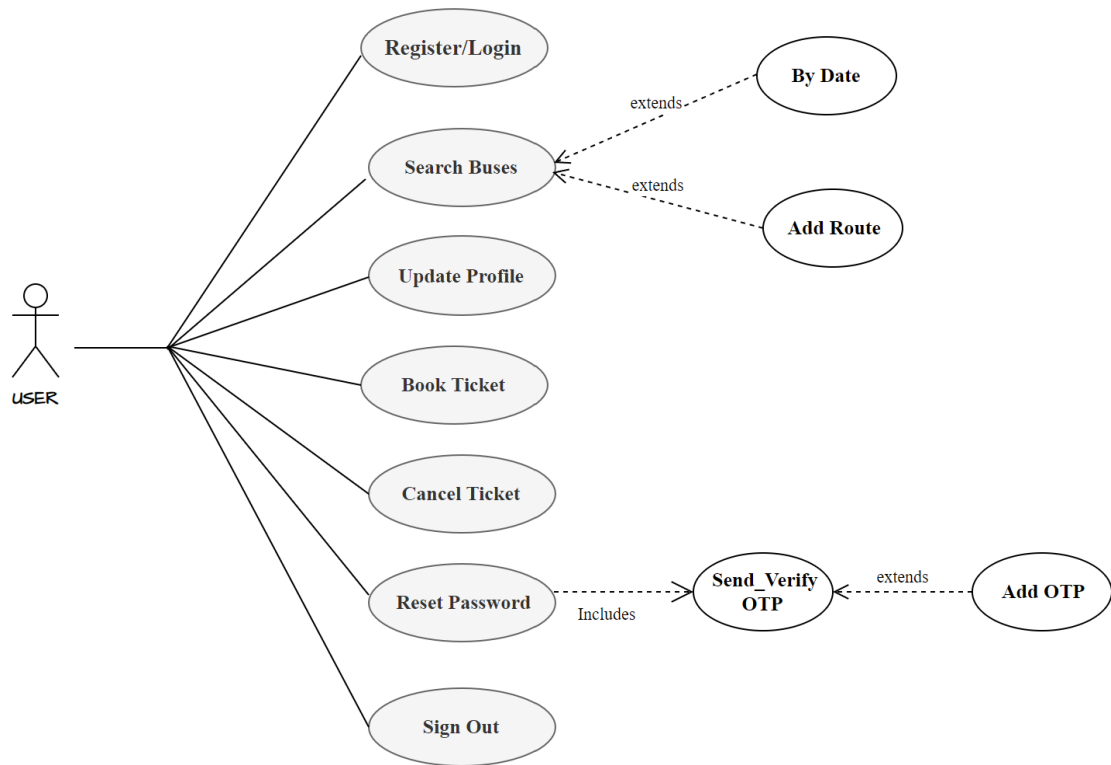 Register/Login
By Date
extends
Search Buses
extends
Add Route
Update Profile
USER
Book Ticket
Cancel Ticket
Reset Password
Includes
Send_Verify
OTP
extends
Add OTP
Sign Out